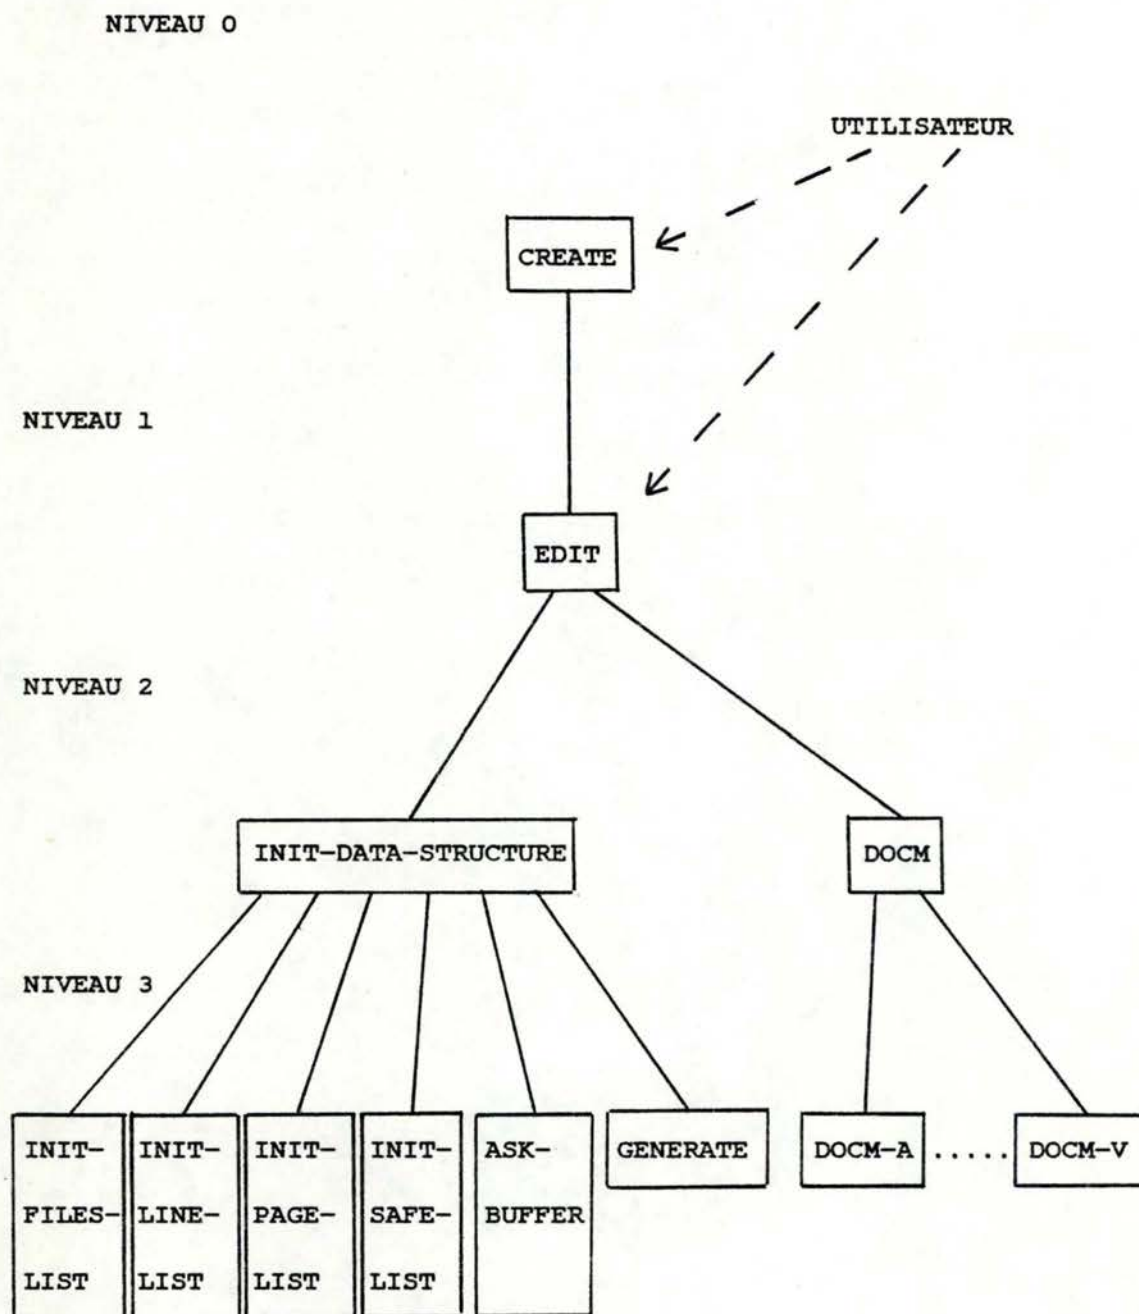 NIVEAU 0
UTILISATEUR
CREATE
NIVEAU 1
EDIT
NIVEAU 2
INIT-DATA-STRUCTURE
DOCM
NIVEAU 3
INIT-
FILES-
LIST
INIT-
LINE-
LIST
INIT-
PAGE-
LIST
INIT-
SAFE-
LIST
ASK-
BUFFER
GENERATE
DOCM-A
.....
DOCM-V